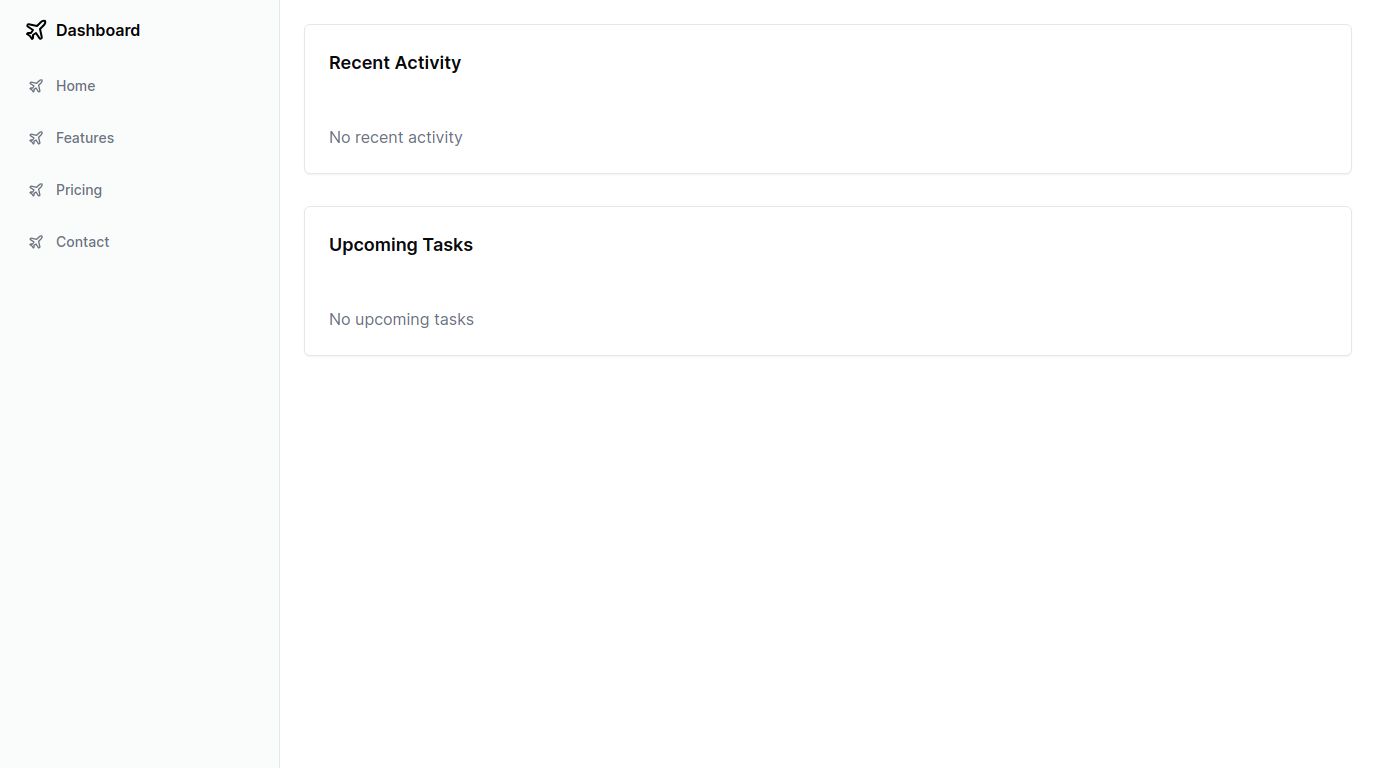 Dashboard
Home
Features
Pricing
Contact
Recent Activity
No recent activity
Upcoming Tasks
No upcoming tasks